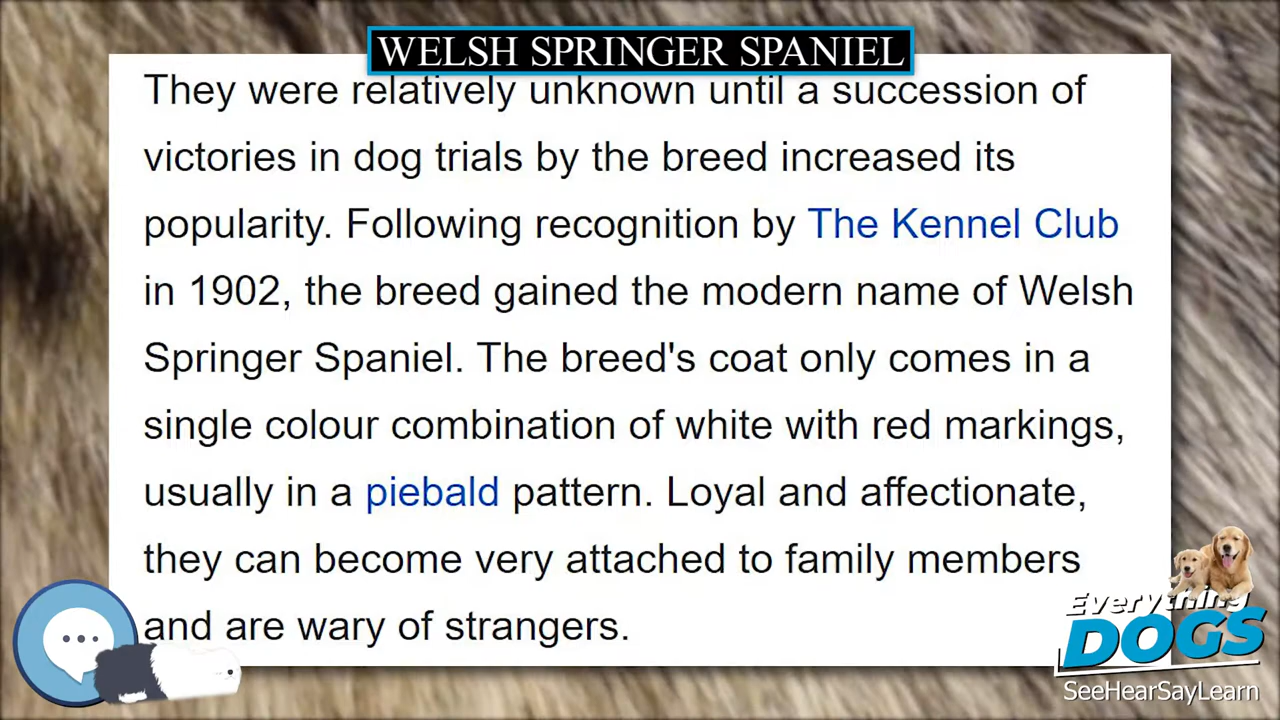 WELSH SPRINGER SPANIEL
They were relatively unknown until a succession of
victories in dog trials by the breed increased its
popularity. Following recognition by The Kennel Club
in 1902, the breed gained the modern name of Welsh
Springer Spaniel. The breed's coat only comes in a
single colour combination of white with red markings,
usually in a piebald pattern. Loyal and affectionate,
they can become very attached to family members
and are wary of strangers.
Everything
DOGS
SeeHearSayLearn